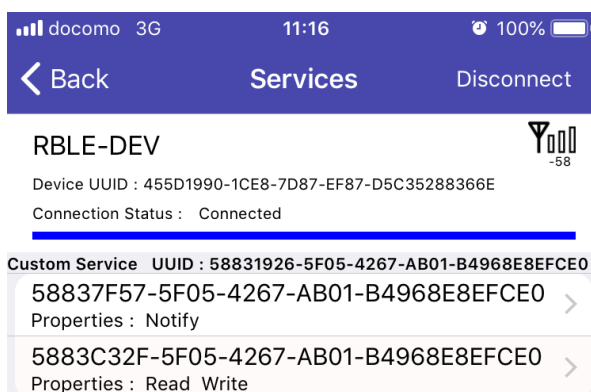 docomo 3G 11:16 100%
Back Services Disconnect
RBLE-DEV
-58
Device UUID : 455D1990-1CE8-7D87-EF87-D5C35288366E
Connection Status : Connected
Custom Service UUID : 58831926-5F05-4267-AB01-B4968E8EFCE0
58837F57-5F05-4267-AB01-B4968E8EFCE0
Properties : Notify
5883C32F-5F05-4267-AB01-B4968E8EFCE0
Properties : Read Write